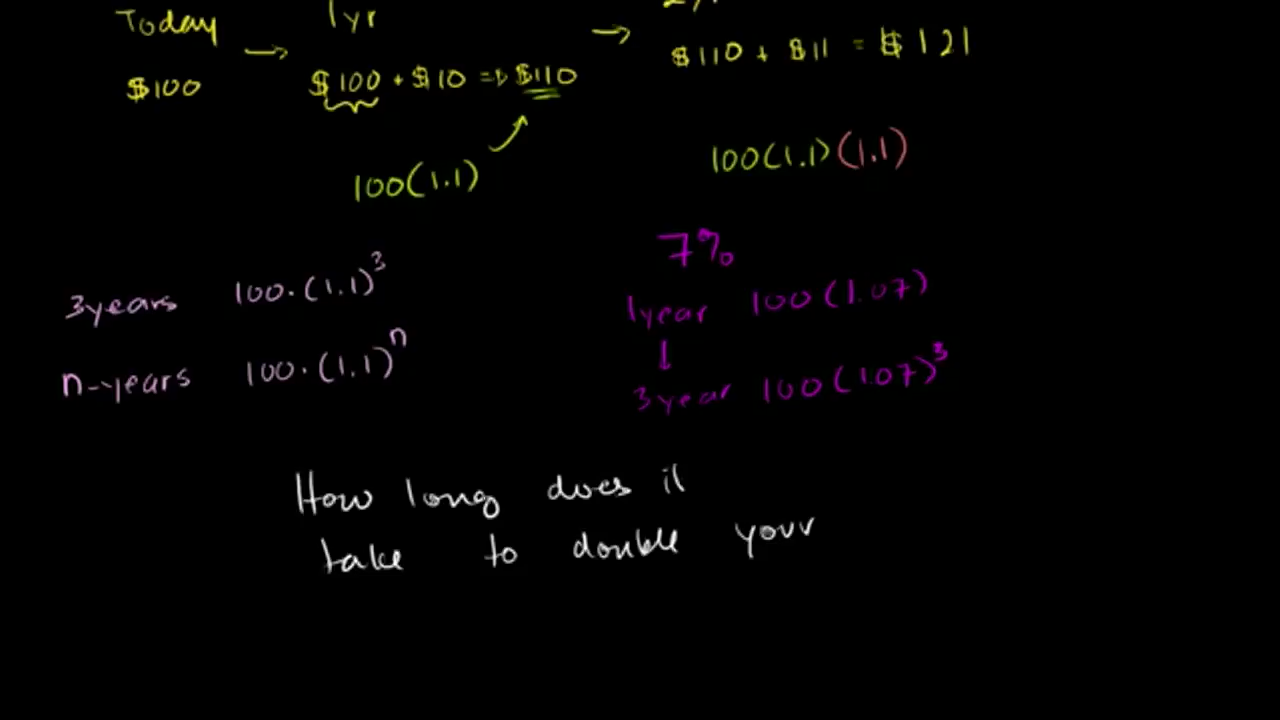 Today
1yr
$100
$100 + $10 => $110
$110 + $11 = $121
100(1.1)
100(1.1)(1.1)
7%
3years 100·(1.1)³
1year 100(1.07)
n-years 100·(1.1)ⁿ
3year 100(1.07)³
How long does it
take to double your